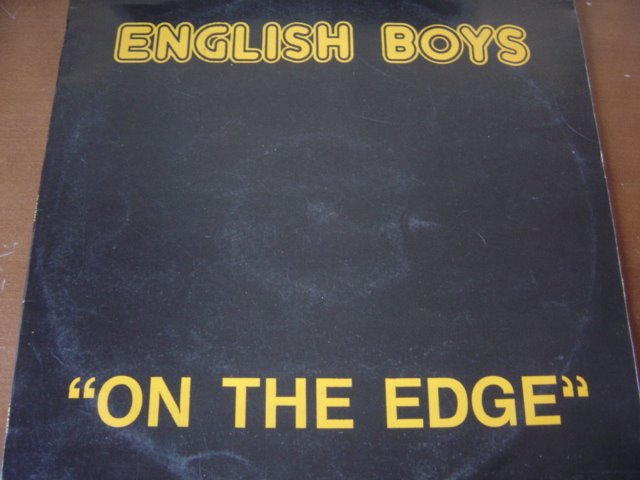 ENGLISH BOYS
“ON THE EDGE”